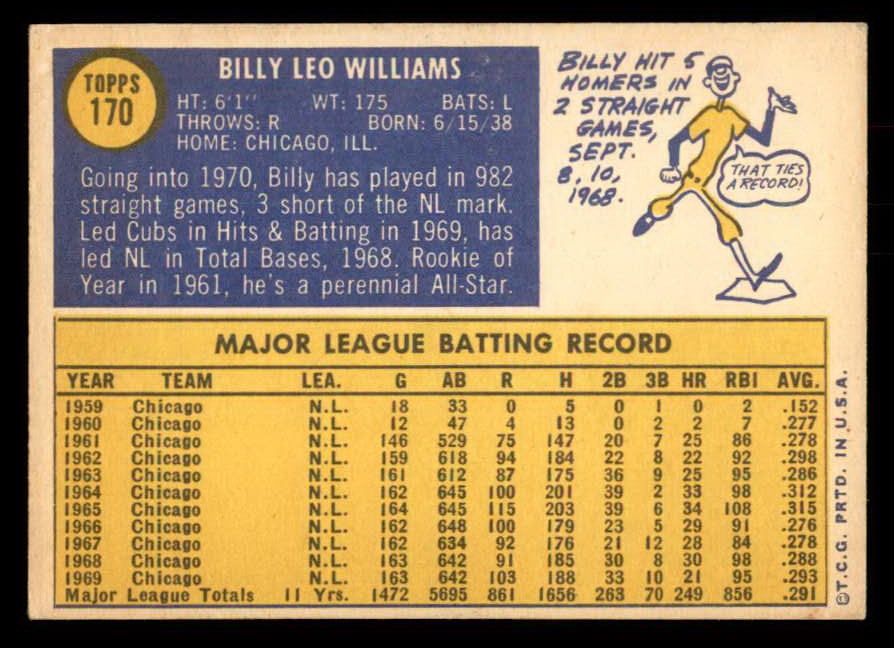 TOPPS
170
BILLY LEO WILLIAMS
HT: 6'1" WT: 175 BATS: L
THROWS: R BORN: 6/15/38
HOME: CHICAGO, ILL.
Going into 1970, Billy has played in 982
straight games, 3 short of the NL mark.
Led Cubs in Hits & Batting in 1969, has
led NL in Total Bases, 1968. Rookie of
Year in 1961, he's a perennial All-Star.
BILLY HIT 5
HOMERS IN
2 STRAIGHT
GAMES,
SEPT.
8, 10,
1968.
THAT TIES
A RECORD!
MAJOR LEAGUE BATTING RECORD
YEAR TEAM LEA. G AB R H 2B 3B HR RBI AVG.
1959 Chicago N.L. 18 33 0 5 0 1 0 2 .152
1960 Chicago N.L. 12 47 4 13 0 2 2 7 .277
1961 Chicago N.L. 146 529 75 147 20 7 25 86 .278
1962 Chicago N.L. 159 618 94 184 22 8 22 92 .298
1963 Chicago N.L. 161 612 87 175 36 9 25 95 .286
1964 Chicago N.L. 162 645 100 201 39 2 33 98 .312
1965 Chicago N.L. 164 645 115 203 39 6 34 108 .315
1966 Chicago N.L. 162 648 100 179 23 5 29 91 .276
1967 Chicago N.L. 162 634 92 176 21 12 28 84 .278
1968 Chicago N.L. 163 642 91 185 30 8 30 98 .288
1969 Chicago N.L. 163 642 103 188 33 10 21 95 .293
Major League Totals 11 Yrs. 1472 5695 861 1656 263 70 249 856 .291
©T.C.G. PRTD. IN U.S.A.